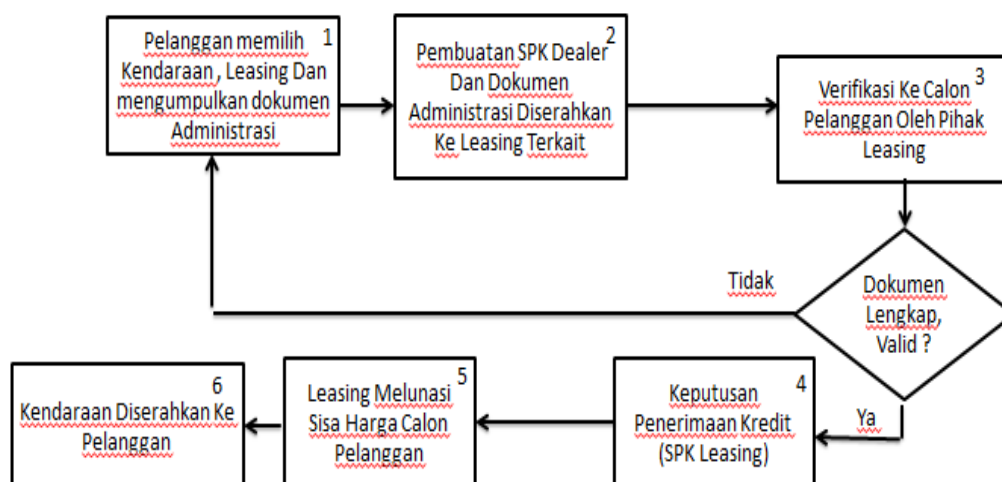 1
Pelanggan memilih
Kendaraan , Leasing Dan
mengumpulkan dokumen
Administrasi
2
Pembuatan SPK Dealer
Dan Dokumen
Administrasi Diserahkan
Ke Leasing Terkait
3
Verifikasi Ke Calon
Pelanggan Oleh Pihak
Leasing
Dokumen
Lengkap,
Valid ?
Tidak
Ya
4
Keputusan
Penerimaan Kredit
(SPK Leasing)
5
Leasing Melunasi
Sisa Harga Calon
Pelanggan
6
Kendaraan Diserahkan Ke
Pelanggan